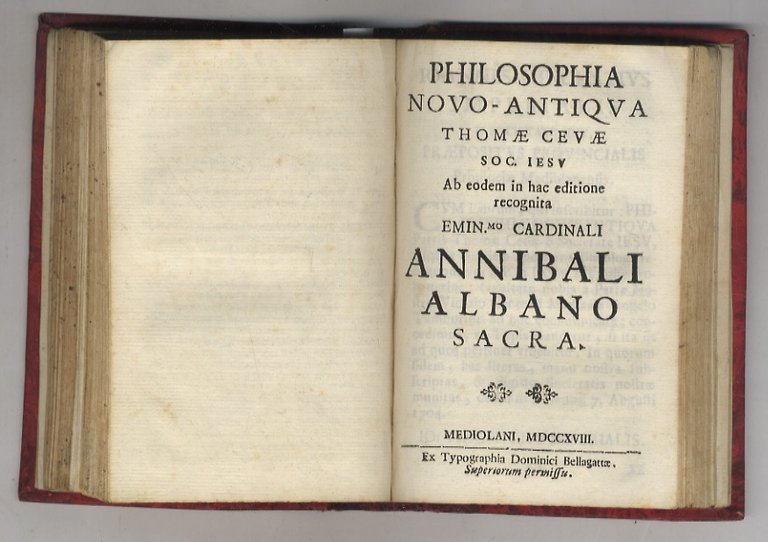 PHILOSOPHIA
NOVO-ANTIQVA
THOMÆ CEVÆ
SOC. IESV
Ab eodem in hac editione
recognita
EMIN.MO CARDINALI
ANNIBALI
ALBANO
SACRA.
MEDIOLANI, MDCCXVIII.
Ex Typographia Dominici Bellagattæ.
Superiorum permiſſu.